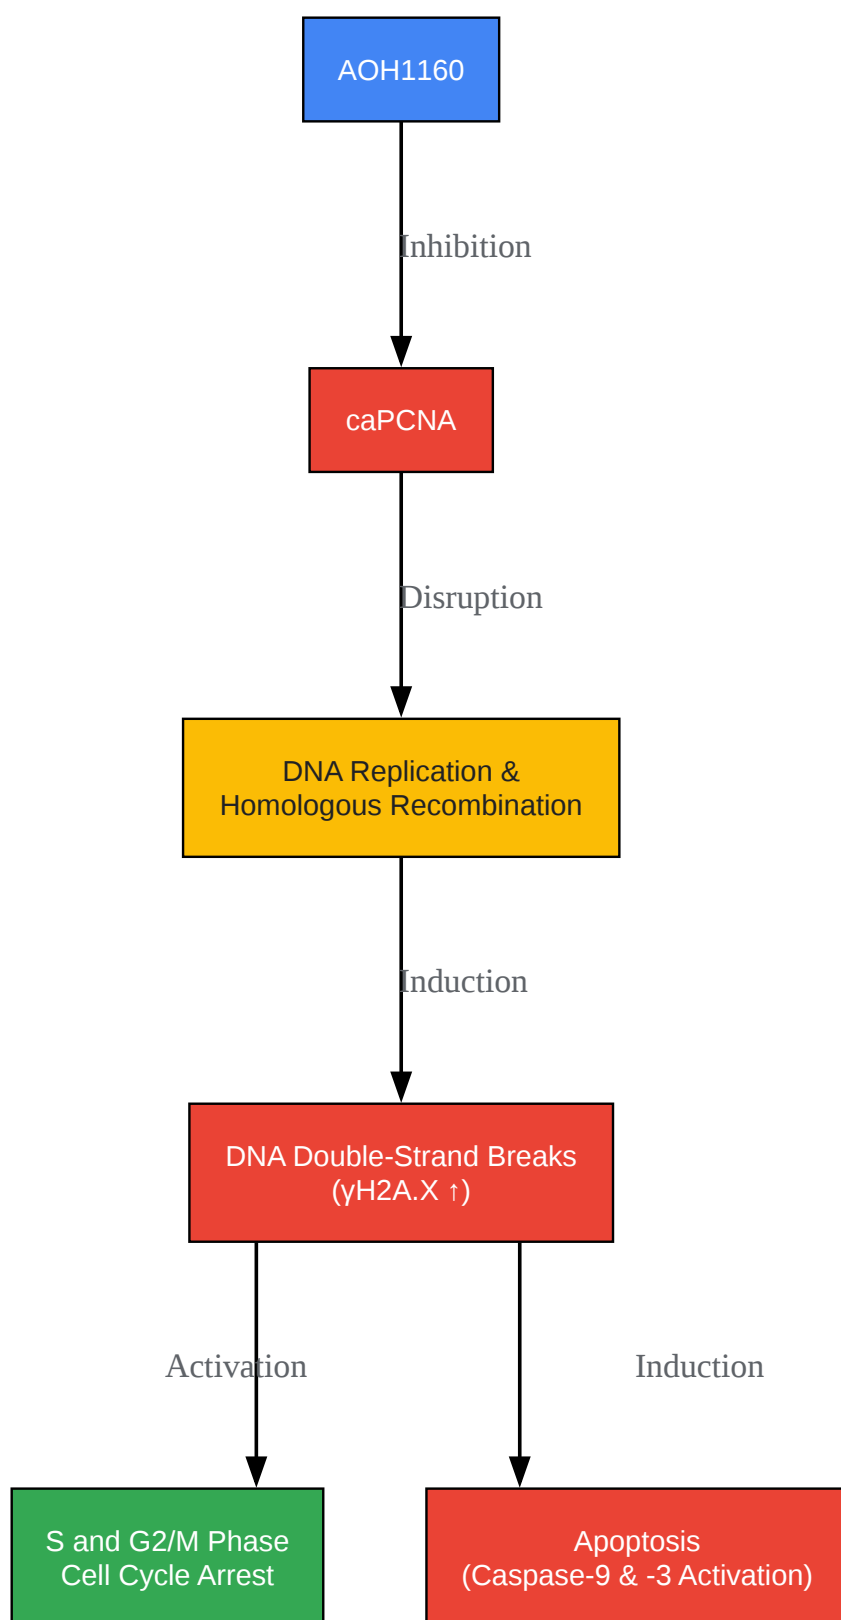 AOH1160
Inhibition
caPCNA
Disruption
DNA Replication &
Homologous Recombination
Induction
DNA Double-Strand Breaks
(γH2A.X ↑)
Activation
Induction
S and G2/M Phase
Cell Cycle Arrest
Apoptosis
(Caspase-9 & -3 Activation)